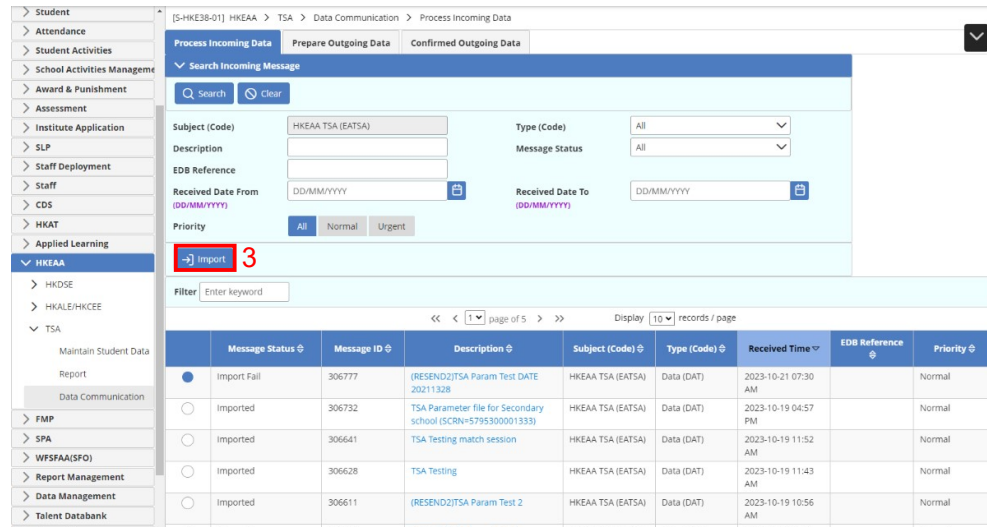 Student
Attendance
Student Activities
School Activities Manageme
Award & Punishment
Assessment
Institute Application
SLP
Staff Deployment
Staff
CDS
HKAT
Applied Learning
HKEAA
HKDSE
HKALE/HKCEE
TSA
Maintain Student Data
Report
Data Communication
FMP
SPA
WFSFAA(SFO)
Report Management
Data Management
Talent Databank
[S-HKE38-01] HKEAA > TSA > Data Communication > Process Incoming Data
Process Incoming Data Prepare Outgoing Data Confirmed Outgoing Data
Search Incoming Message
Search Clear
Subject (Code) HKEAA TSA (EATSA) Type (Code) All
Description Message Status All
EDB Reference
Received Date From DD/MM/YYYY Received Date To DD/MM/YYYY
(DD/MM/YYYY) (DD/MM/YYYY)
Priority All Normal Urgent
Import 3
Filter Enter keyword
<< < 1 page of 5 > >> Display 10 records / page
Message Status Message ID Description Subject (Code) Type (Code) Received Time EDB Reference Priority
Import Fail 306777 (RESEND2)TSA Param Test DATE 20211328 HKEAA TSA (EATSA) Data (DAT) 2023-10-21 07:30 AM Normal
Imported 306732 TSA Parameter file for Secondary school (SCRN=5795300001333) HKEAA TSA (EATSA) Data (DAT) 2023-10-19 04:57 PM Normal
Imported 306641 TSA Testing match session HKEAA TSA (EATSA) Data (DAT) 2023-10-19 11:52 AM Normal
Imported 306628 TSA Testing HKEAA TSA (EATSA) Data (DAT) 2023-10-19 11:43 AM Normal
Imported 306611 (RESEND2)TSA Param Test 2 HKEAA TSA (EATSA) Data (DAT) 2023-10-19 10:56 AM Normal